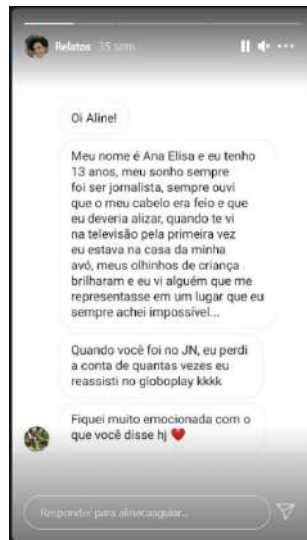 Relatos 35 sem
Oi Aline!
Meu nome é Ana Elisa e eu tenho
13 anos, meu sonho sempre
foi ser jornalista, sempre ouvi
que o meu cabelo era feio e que
eu deveria alizar, quando te vi
na televisão pela primeira vez
eu estava na casa da minha
avó, meus olhinhos de criança
brilharam e eu vi alguém que me
representasse em um lugar que eu
sempre achei impossível...
Quando você foi no JN, eu perdi
a conta de quantas vezes eu
reassisti no globoplay kkkk
Fiquei muito emocionada com o
que você disse hj ❤️
Responder para alinecaaguiar...